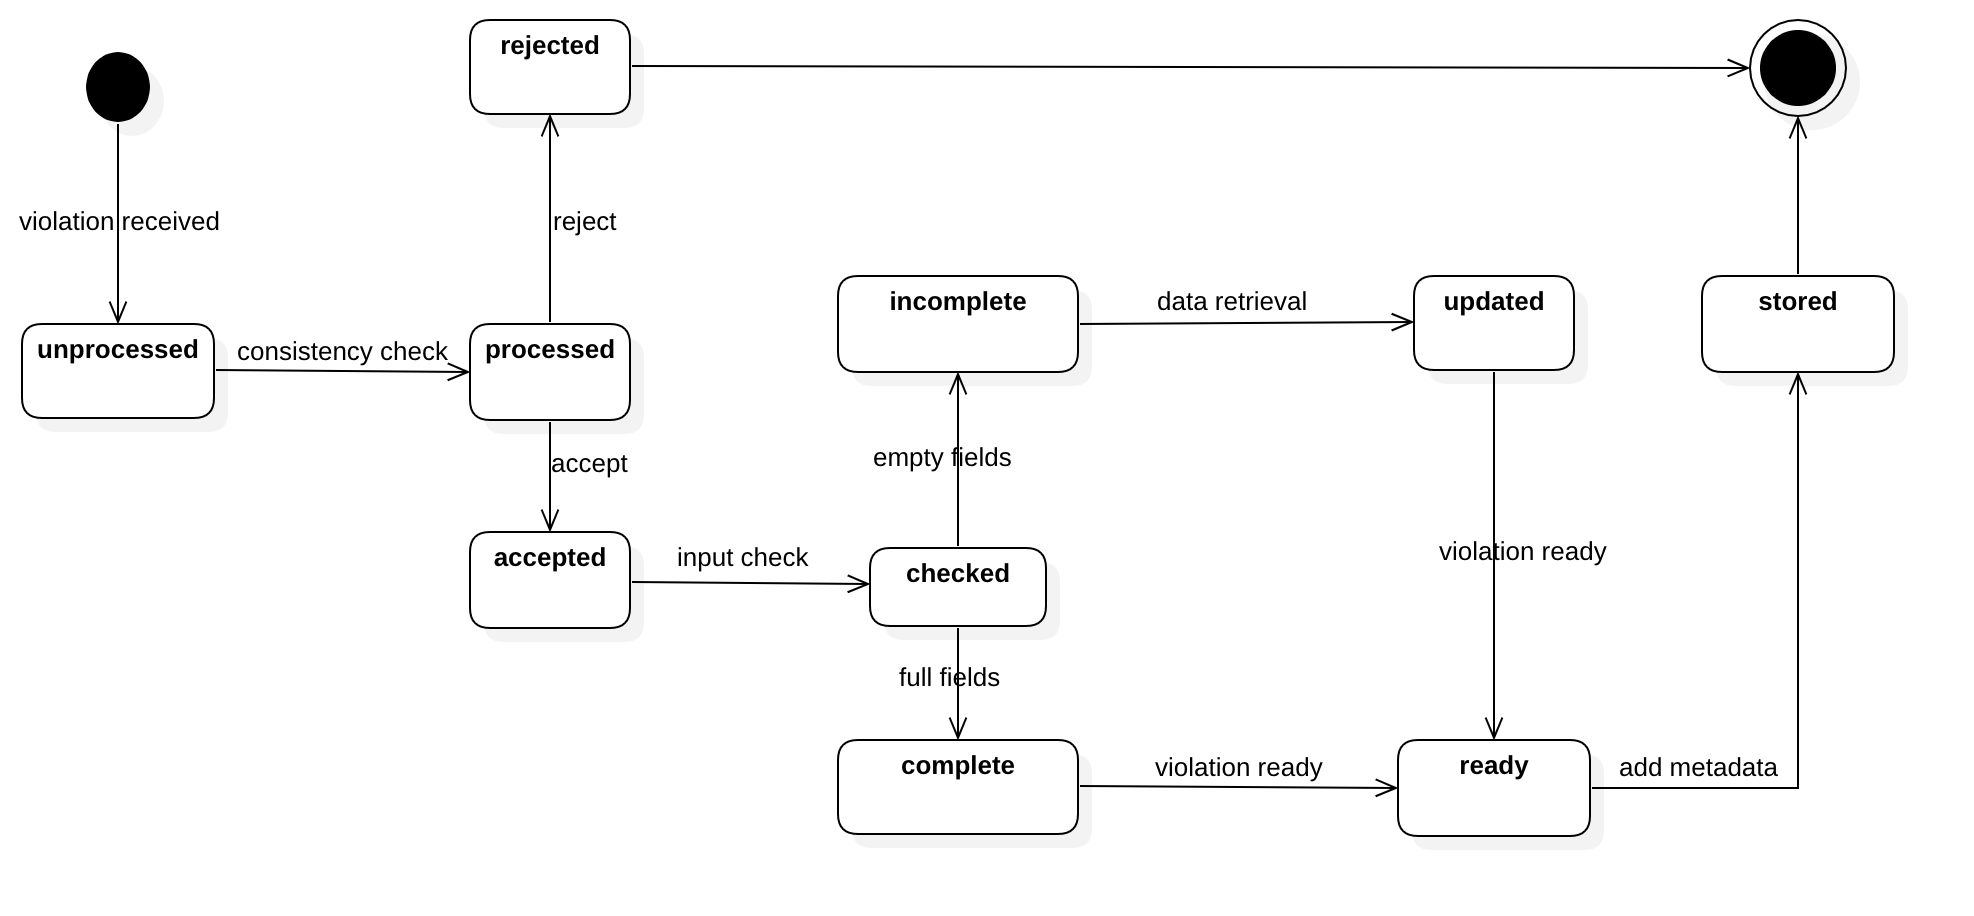 rejected
violation received
reject
unprocessed
consistency check
processed
incomplete
data retrieval
updated
stored
accept
empty fields
accepted
input check
checked
violation ready
full fields
complete
violation ready
ready
add metadata